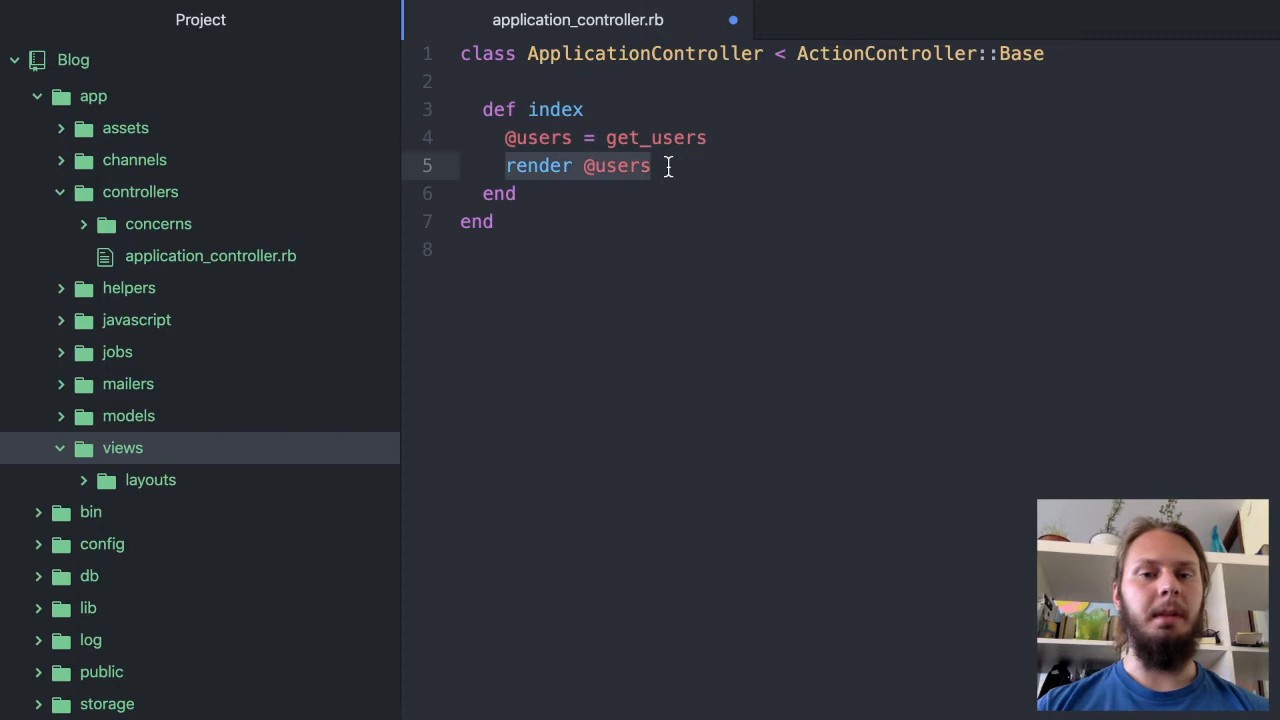 Project
Blog
app
assets
channels
controllers
concerns
application_controller.rb
helpers
javascript
jobs
mailers
models
views
layouts
bin
config
db
lib
log
public
storage
application_controller.rb
1 class ApplicationController < ActionController::Base
2
3 def index
4 @users = get_users
5 render @users
6 end
7 end
8